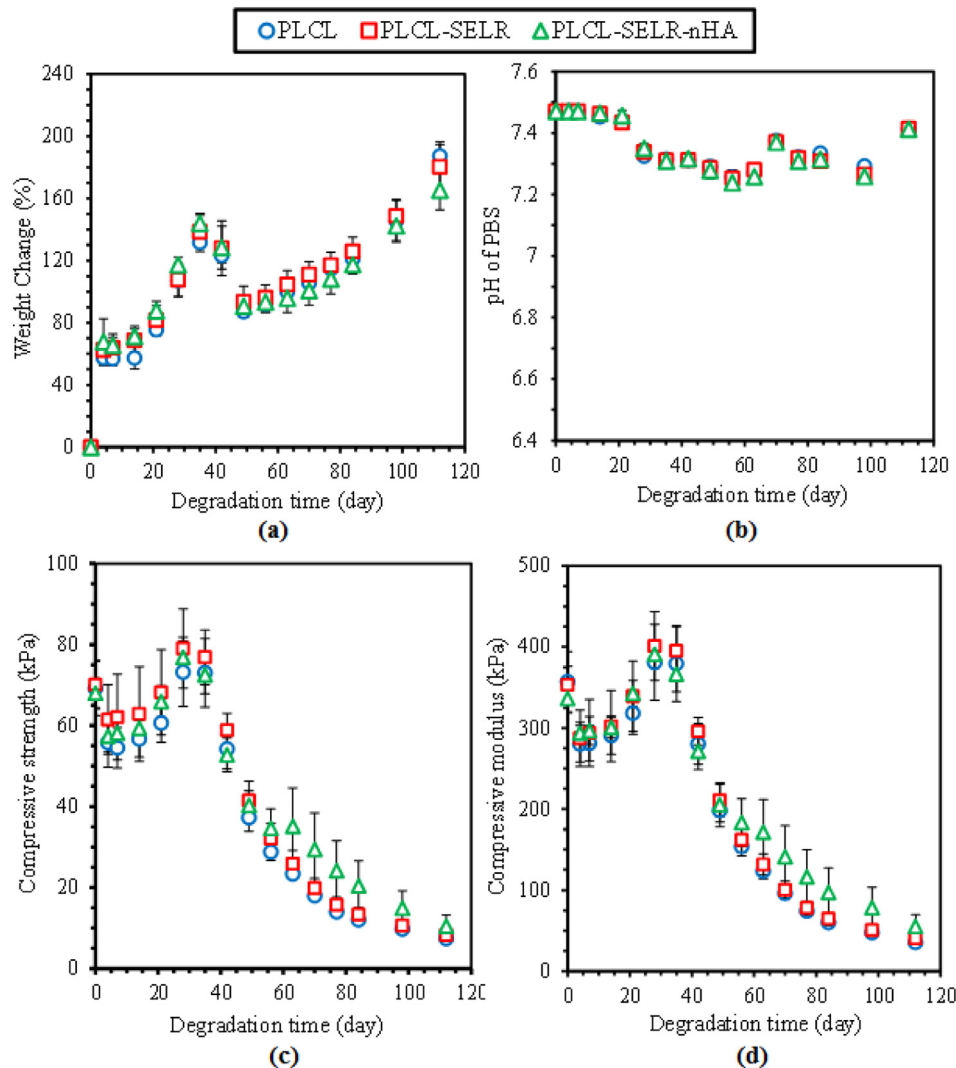 PLCL PLCL-SELR PLCL-SELR-nHA
240
200
160
120
80
40
0
0 20 40 60 80 100 120
Weight Change (%)
Degradation time (day)
(a)
7.6
7.4
7.2
7
6.8
6.6
6.4
0 20 40 60 80 100 120
pH of PBS
Degradation time (day)
(b)
100
80
60
40
20
0
0 20 40 60 80 100 120
Compressive strength (kPa)
Degradation time (day)
(c)
500
400
300
200
100
0
0 20 40 60 80 100 120
Compressive modulus (kPa)
Degradation time (day)
(d)